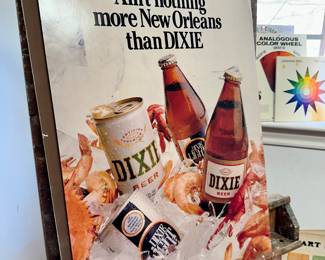 Ain't nothing
more New Orleans
than DIXIE
ANALOGOUS
COLOR WHEEL
DIXIE
BEER
DIXIE
BEER